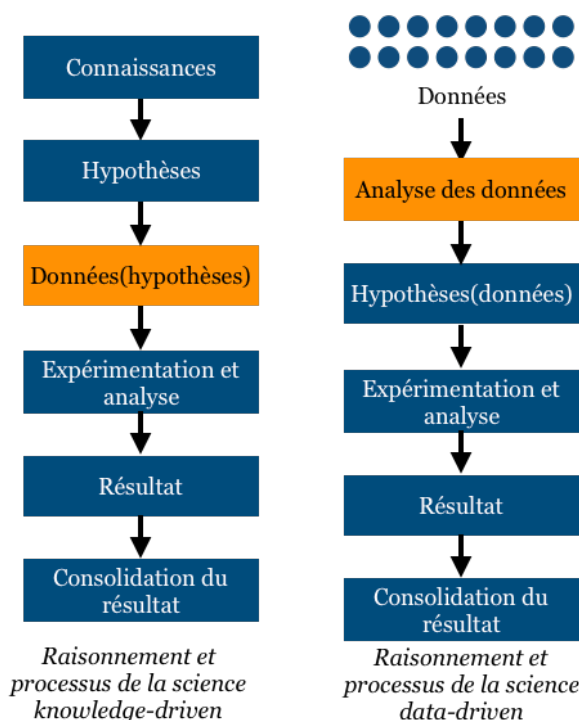 Connaissances
Hypothèses
Données(hypothèses)
Expérimentation et
analyse
Résultat
Consolidation du
résultat
Raisonnement et
processus de la science
knowledge-driven
Données
Analyse des données
Hypothèses(données)
Expérimentation et
analyse
Résultat
Consolidation du
résultat
Raisonnement et
processus de la science
data-driven